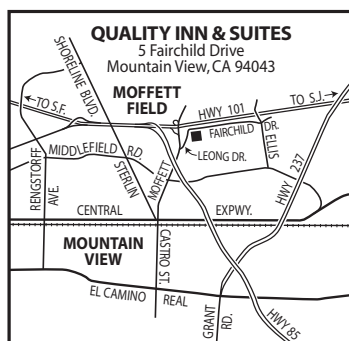 QUALITY INN & SUITES
5 Fairchild Drive
Mountain View, CA 94043
SHORELINE BLVD.
MOFFETT
FIELD
TO S.F.
HWY 101
TO S.J.
FAIRCHILD DR.
LEONG DR.
ELLIS
MIDDLEFIELD RD.
STERLIN
MOFFETT
HWY 237
RENGSTORFF
AVE.
CENTRAL EXPWY.
MOUNTAIN
VIEW
CASTRO ST.
EL CAMINO REAL
GRANT
RD.
HWY 85